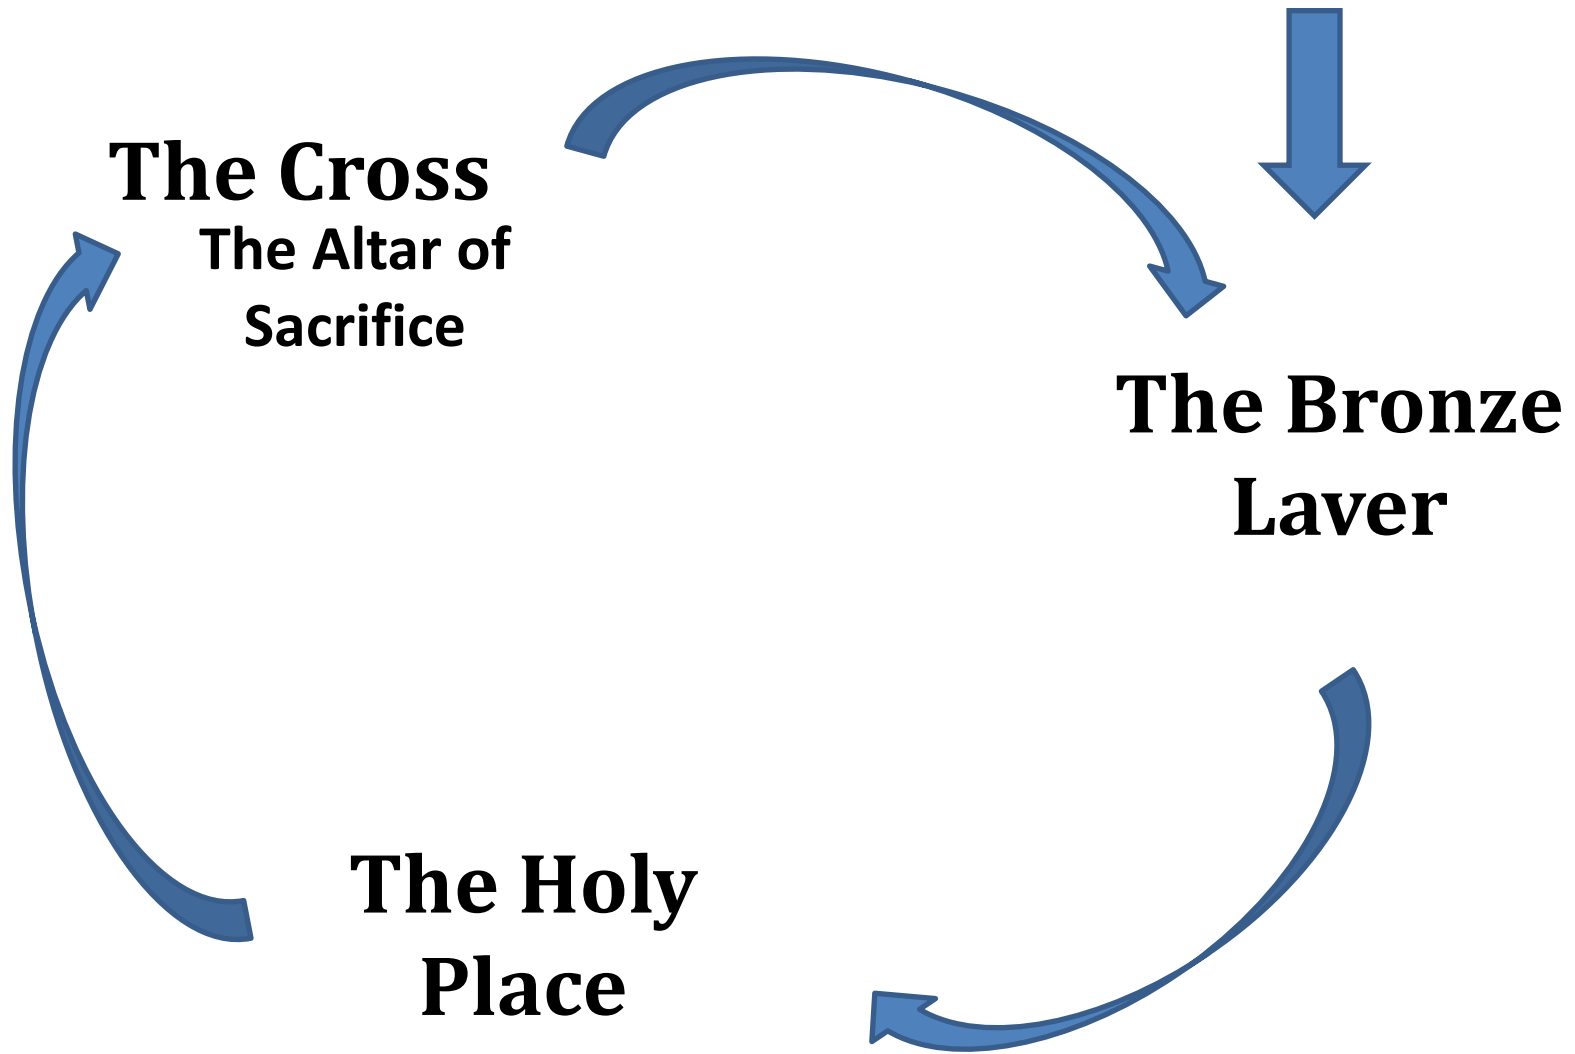 The Cross
The Altar of
Sacrifice
The Bronze
Laver
The Holy
Place